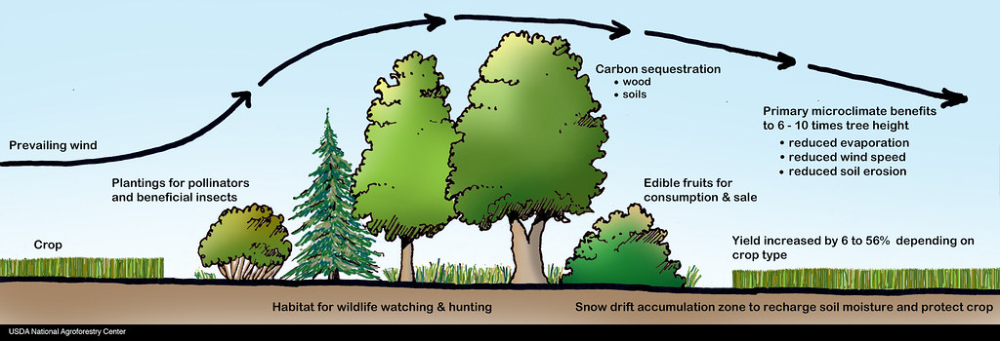 Prevailing wind
Plantings for pollinators
and beneficial insects
Crop
Carbon sequestration
• wood
• soils
Edible fruits for
consumption & sale
Primary microclimate benefits
to 6 - 10 times tree height
• reduced evaporation
• reduced wind speed
• reduced soil erosion
Yield increased by 6 to 56% depending on
crop type
Habitat for wildlife watching & hunting
Snow drift accumulation zone to recharge soil moisture and protect crop
USDA National Agroforestry Center